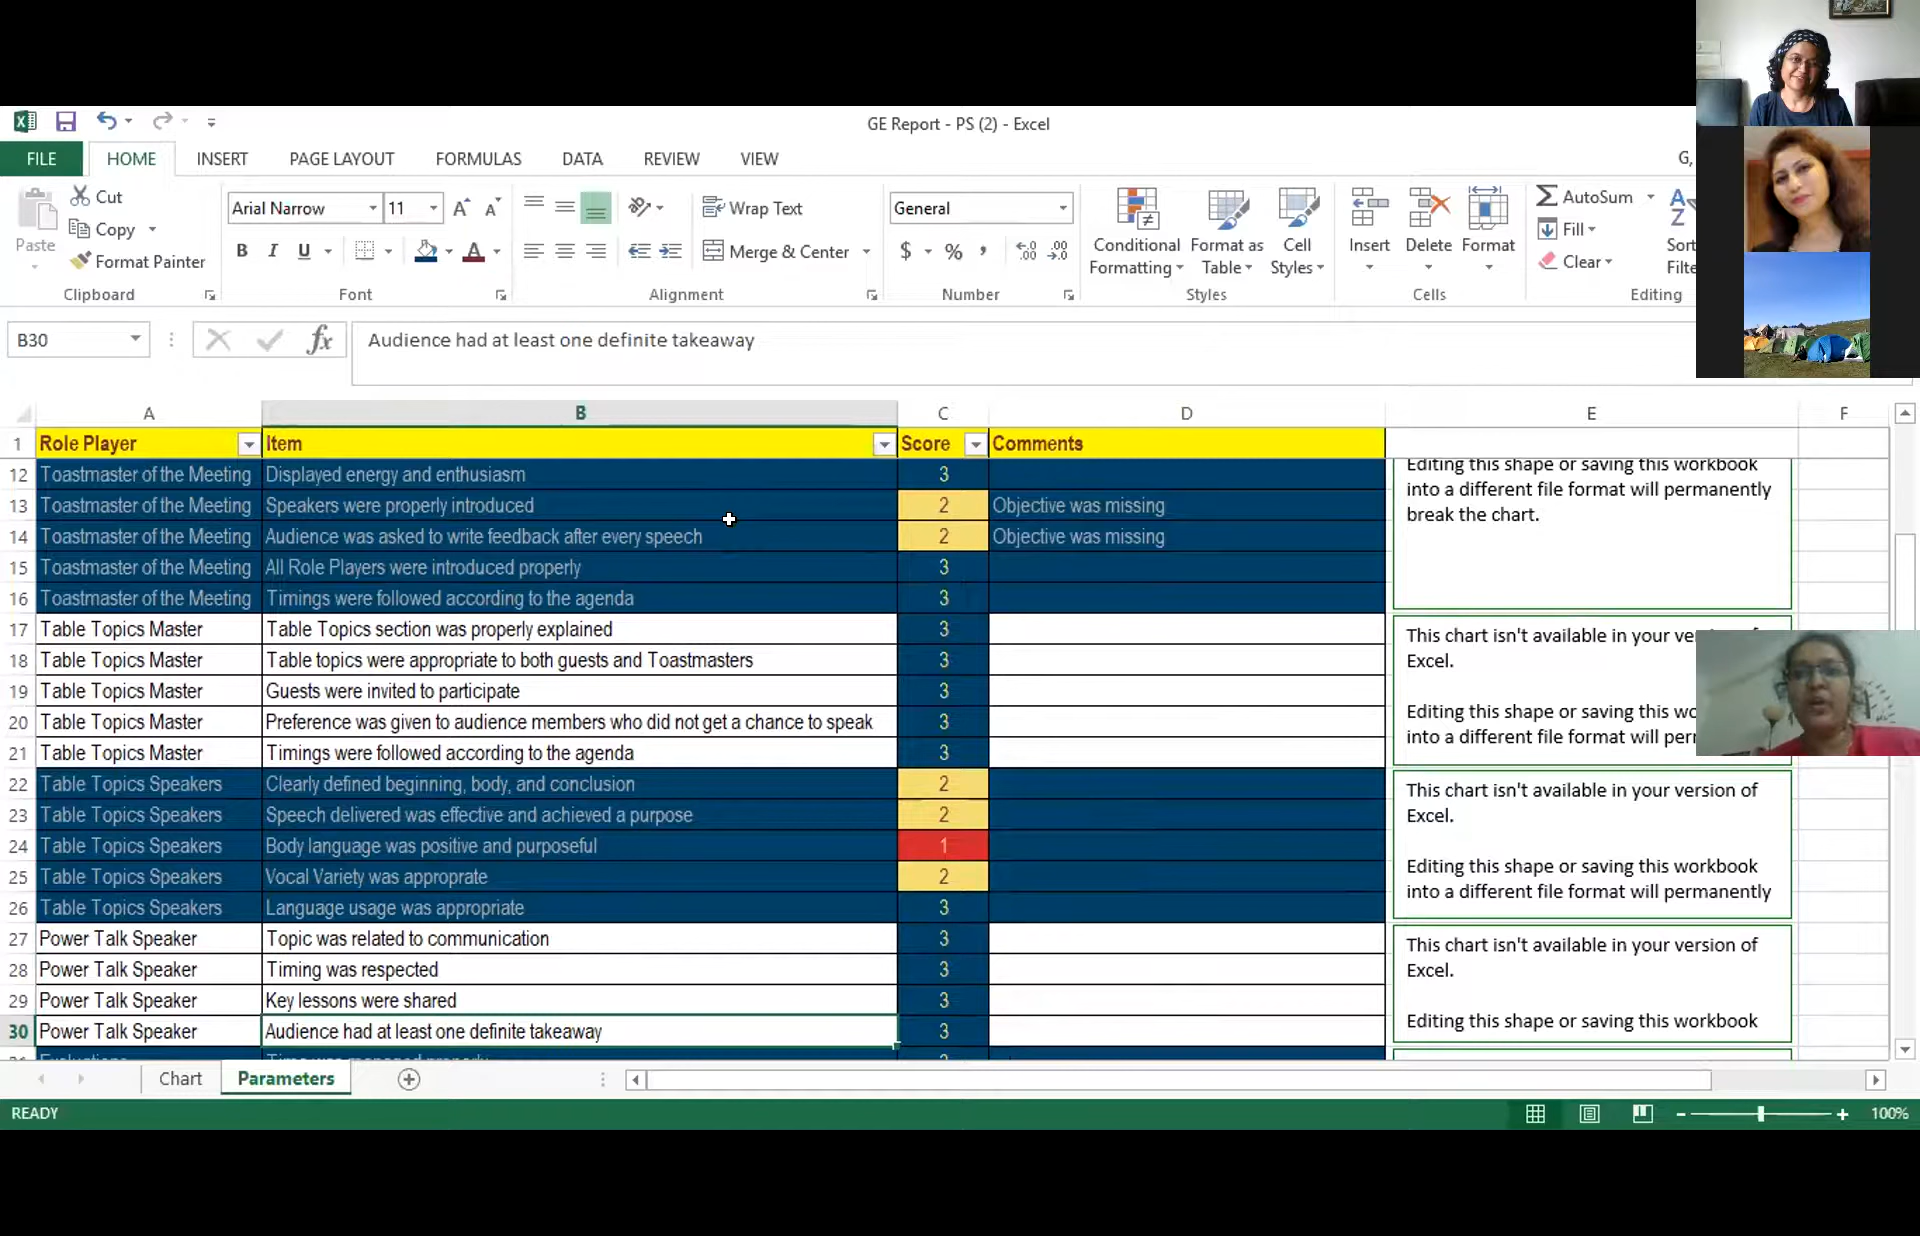 GE Report - PS (2) - Excel
FILE HOME INSERT PAGE LAYOUT FORMULAS DATA REVIEW VIEW G,
Paste Cut Copy Format Painter Clipboard
Arial Narrow 11 B I U A Font
Wrap Text Merge & Center Alignment
General $ % Number
Conditional Formatting Format as Table Cell Styles Styles
Insert Delete Format Cells
AutoSum Fill Clear Sort Filte Editing
B30 fx Audience had at least one definite takeaway
A B C D E F
1 Role Player Item Score Comments
12 Toastmaster of the Meeting Displayed energy and enthusiasm 3
13 Toastmaster of the Meeting Speakers were properly introduced 2 Objective was missing
14 Toastmaster of the Meeting Audience was asked to write feedback after every speech 2 Objective was missing
15 Toastmaster of the Meeting All Role Players were introduced properly 3
16 Toastmaster of the Meeting Timings were followed according to the agenda 3
17 Table Topics Master Table Topics section was properly explained 3
18 Table Topics Master Table topics were appropriate to both guests and Toastmasters 3
19 Table Topics Master Guests were invited to participate 3
20 Table Topics Master Preference was given to audience members who did not get a chance to speak 3
21 Table Topics Master Timings were followed according to the agenda 3
22 Table Topics Speakers Clearly defined beginning, body, and conclusion 2
23 Table Topics Speakers Speech delivered was effective and achieved a purpose 2
24 Table Topics Speakers Body language was positive and purposeful 1
25 Table Topics Speakers Vocal Variety was approprate 2
26 Table Topics Speakers Language usage was appropriate 3
27 Power Talk Speaker Topic was related to communication 3
28 Power Talk Speaker Timing was respected 3
29 Power Talk Speaker Key lessons were shared 3
30 Power Talk Speaker Audience had at least one definite takeaway 3
Editing this shape or saving this workbook
into a different file format will permanently
break the chart.
This chart isn't available in your version of
Excel.
Editing this shape or saving this
into a different file format will
This chart isn't available in your version of
Excel.
Editing this shape or saving this workbook
into a different file format will permanently
This chart isn't available in your version of
Excel.
Editing this shape or saving this workbook
Chart Parameters
READY 100%